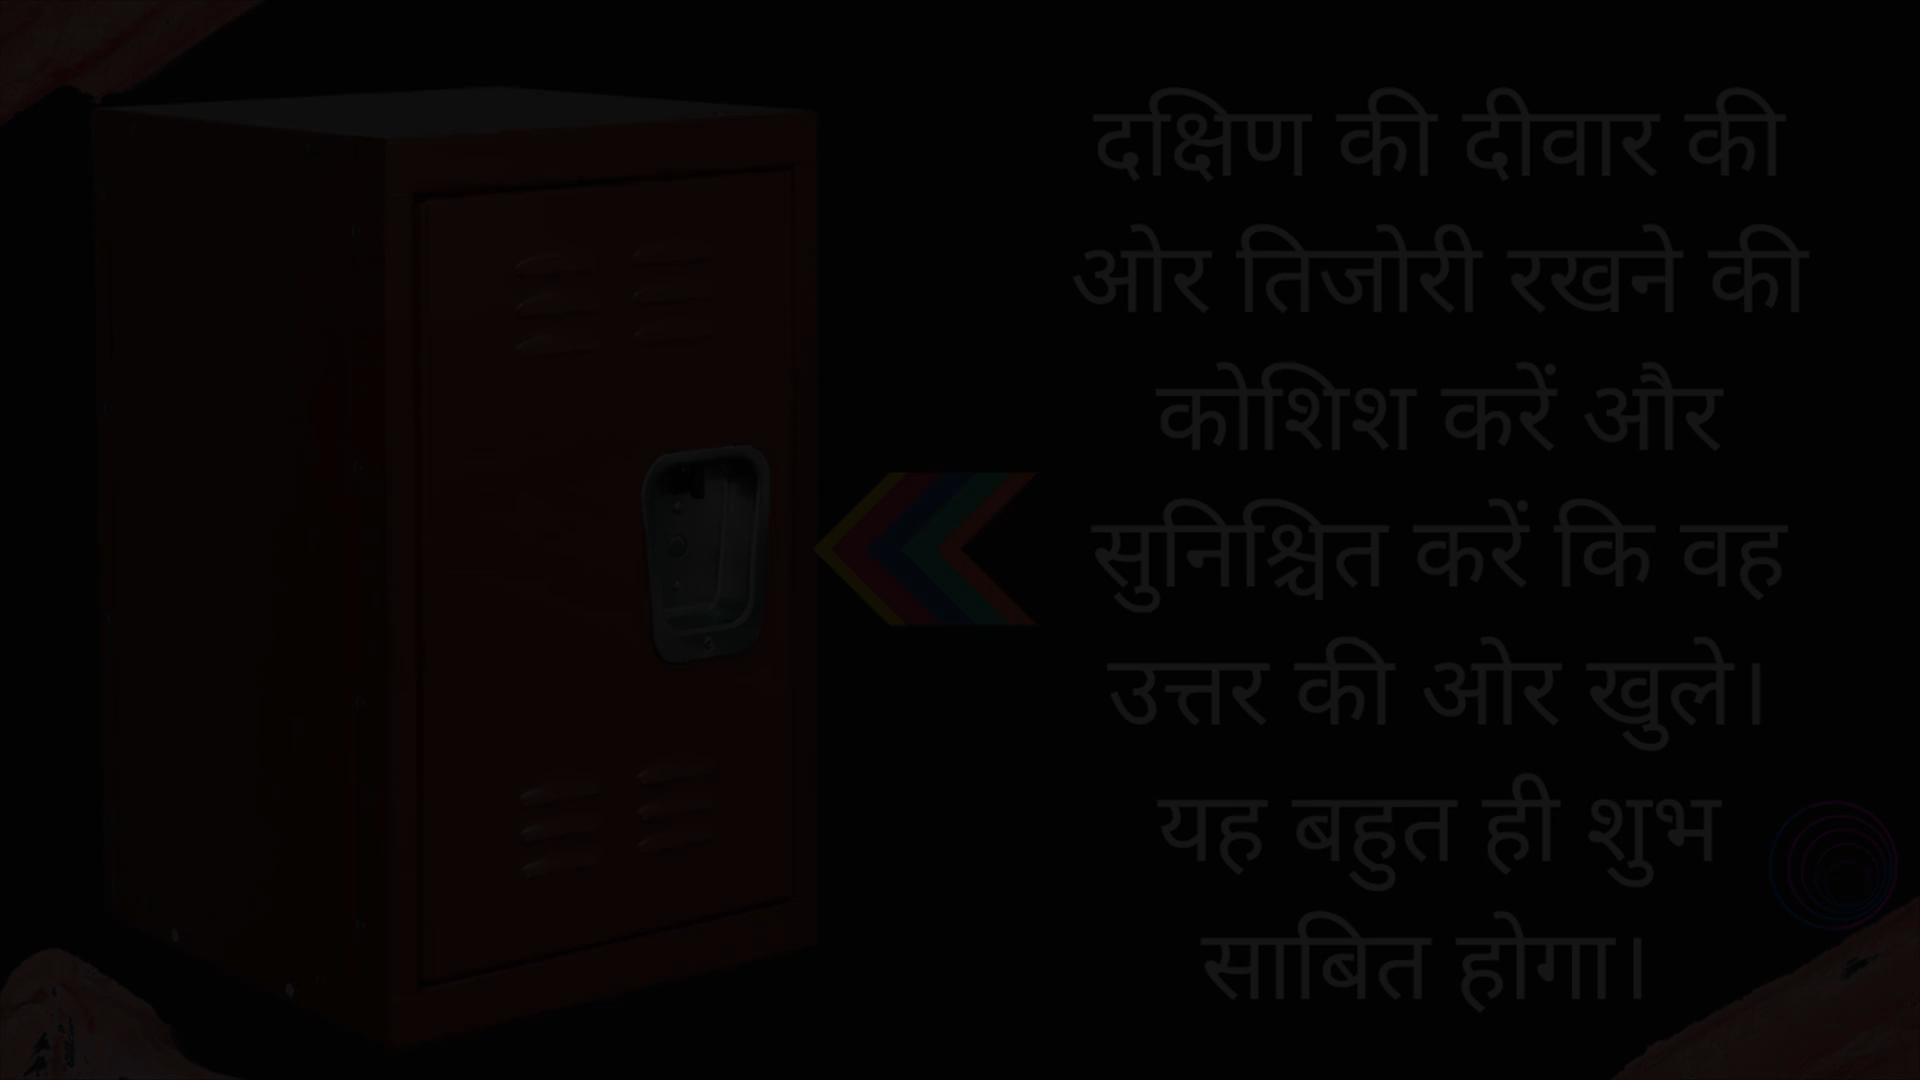 दक्षिण की दीवार की
ओर तिजोरी रखने की
कोशिश करें और
सुनिश्चित करें कि वह
उत्तर की ओर खुले।
यह बहुत ही शुभ
साबित होगा।